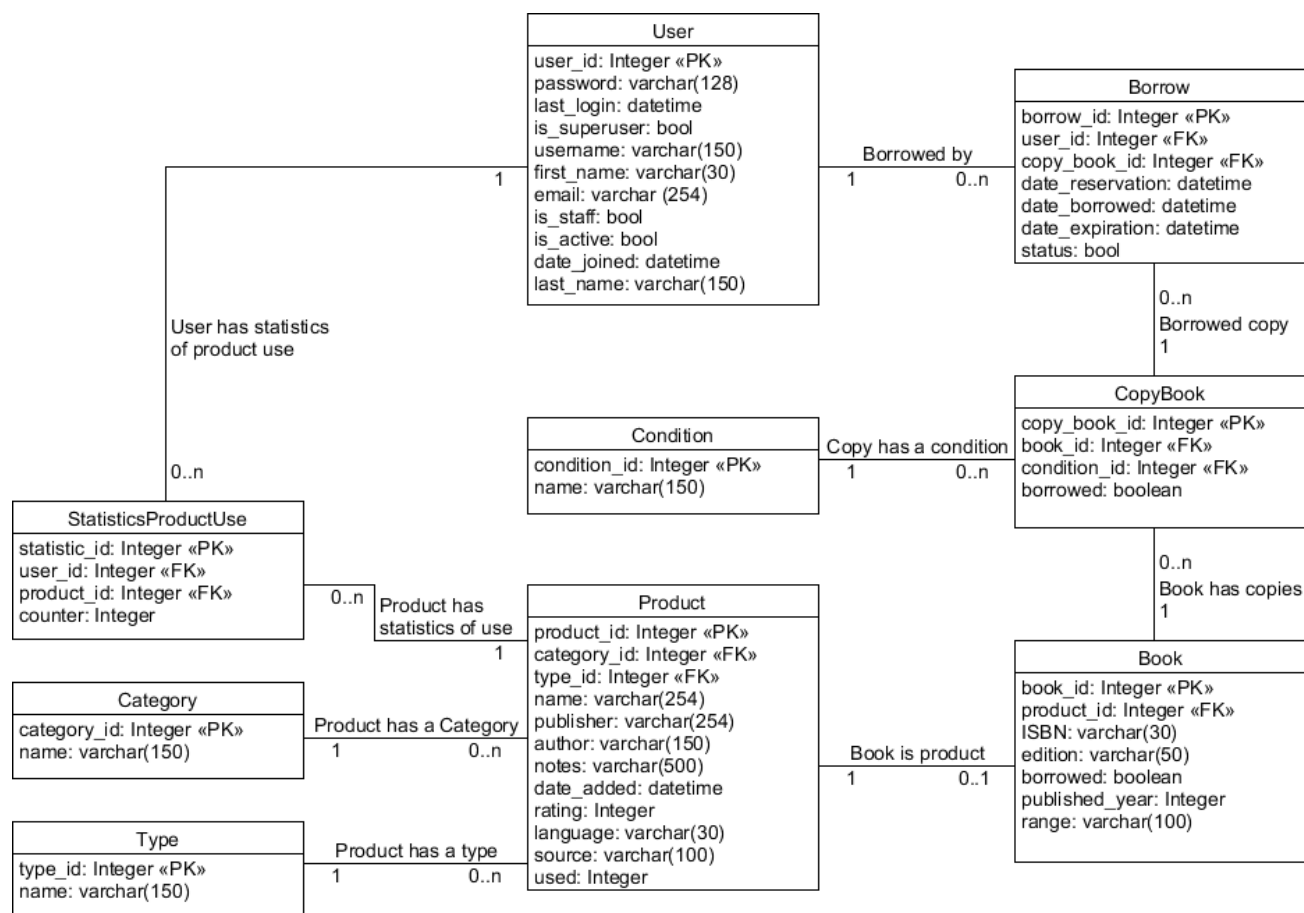 User
user_id: Integer «PK»
password: varchar(128)
last_login: datetime
is_superuser: bool
username: varchar(150)
first_name: varchar(30)
email: varchar (254)
is_staff: bool
is_active: bool
date_joined: datetime
last_name: varchar(150)
Borrowed by
1
0..n
Borrow
borrow_id: Integer «PK»
user_id: Integer «FK»
copy_book_id: Integer «FK»
date_reservation: datetime
date_borrowed: datetime
date_expiration: datetime
status: bool
1
User has statistics
of product use
0..n
0..n
Borrowed copy
1
Condition
condition_id: Integer «PK»
name: varchar(150)
Copy has a condition
1
0..n
CopyBook
copy_book_id: Integer «PK»
book_id: Integer «FK»
condition_id: Integer «FK»
borrowed: boolean
StatisticsProductUse
statistic_id: Integer «PK»
user_id: Integer «FK»
product_id: Integer «FK»
counter: Integer
0..n
Product has
statistics of use
1
0..n
Book has copies
1
Product
product_id: Integer «PK»
category_id: Integer «FK»
type_id: Integer «FK»
name: varchar(254)
publisher: varchar(254)
author: varchar(150)
notes: varchar(500)
date_added: datetime
rating: Integer
language: varchar(30)
source: varchar(100)
used: Integer
Book is product
1
0..1
Book
book_id: Integer «PK»
product_id: Integer «FK»
ISBN: varchar(30)
edition: varchar(50)
borrowed: boolean
published_year: Integer
range: varchar(100)
Category
category_id: Integer «PK»
name: varchar(150)
Product has a Category
1
0..n
Type
type_id: Integer «PK»
name: varchar(150)
Product has a type
1
0..n